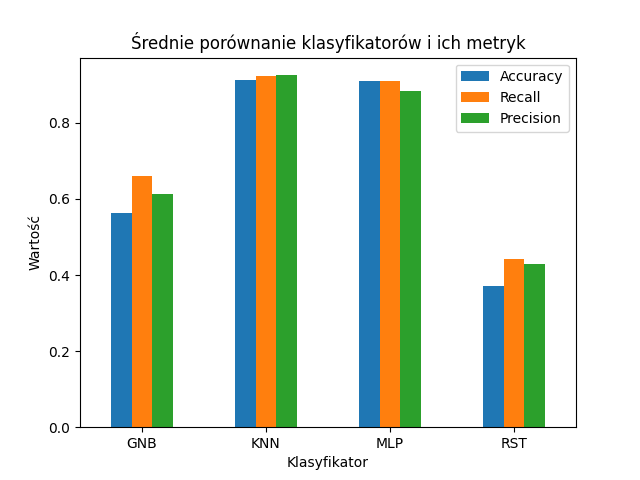 Średnie porównanie klasyfikatorów i ich metryk
Accuracy
Recall
Precision
Wartość
0.8
0.6
0.4
0.2
0.0
GNB
KNN
MLP
RST
Klasyfikator